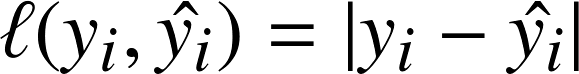 ℓ(yᵢ, ŷᵢ) = |yᵢ − ŷᵢ|